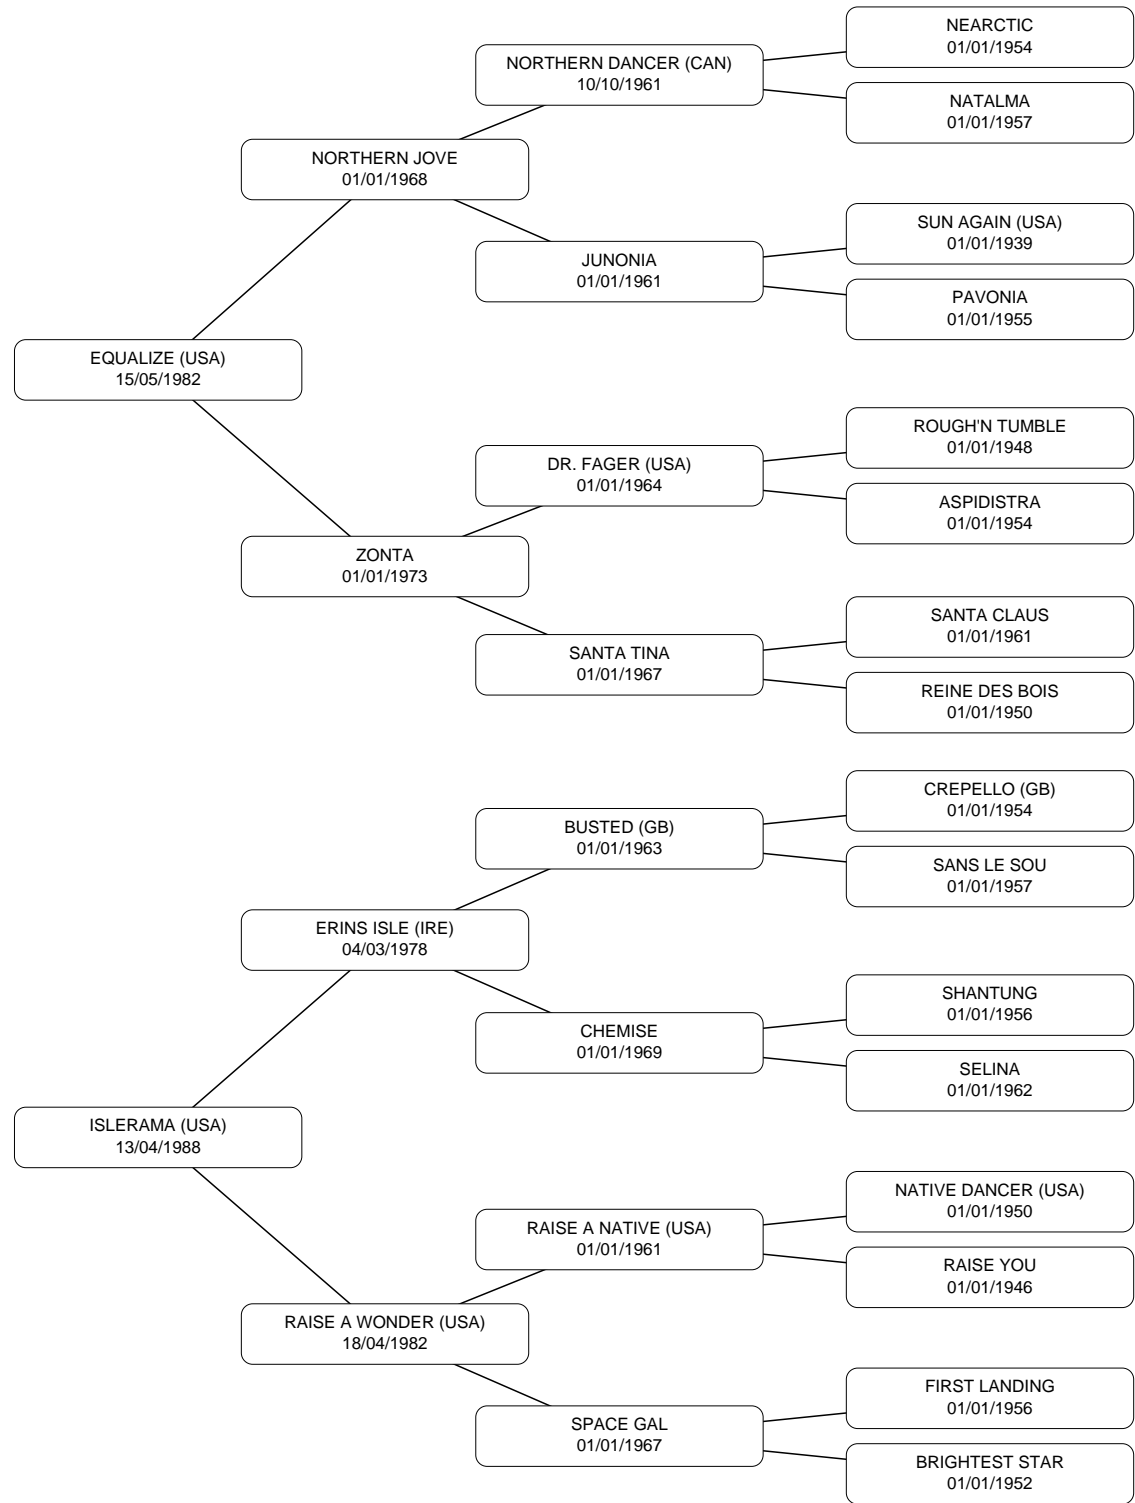 NEARCTIC
01/01/1954
NORTHERN DANCER (CAN)
10/10/1961
NATALMA
01/01/1957
NORTHERN JOVE
01/01/1968
SUN AGAIN (USA)
01/01/1939
JUNONIA
01/01/1961
PAVONIA
01/01/1955
EQUALIZE (USA)
15/05/1982
ROUGH'N TUMBLE
01/01/1948
DR. FAGER (USA)
01/01/1964
ASPIDISTRA
01/01/1954
ZONTA
01/01/1973
SANTA CLAUS
01/01/1961
SANTA TINA
01/01/1967
REINE DES BOIS
01/01/1950
CREPELLO (GB)
01/01/1954
BUSTED (GB)
01/01/1963
SANS LE SOU
01/01/1957
ERINS ISLE (IRE)
04/03/1978
SHANTUNG
01/01/1956
CHEMISE
01/01/1969
SELINA
01/01/1962
ISLERAMA (USA)
13/04/1988
NATIVE DANCER (USA)
01/01/1950
RAISE A NATIVE (USA)
01/01/1961
RAISE YOU
01/01/1946
RAISE A WONDER (USA)
18/04/1982
FIRST LANDING
01/01/1956
SPACE GAL
01/01/1967
BRIGHTEST STAR
01/01/1952